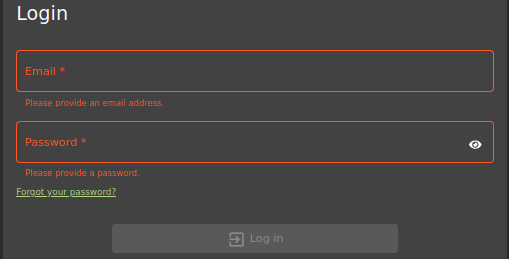 Login
Email *
Please provide an email address.
Password *
Please provide a password.
Forgot your password?
Log in